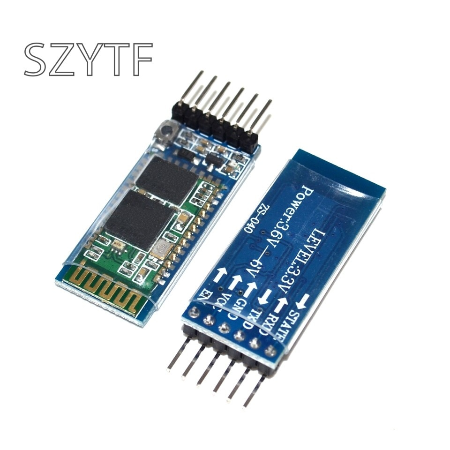 SZYTF
LEVEL:3.3V
Power:3.6V---6V
ZS-040
STATE
RXD
TXD
GND
VCC
EN